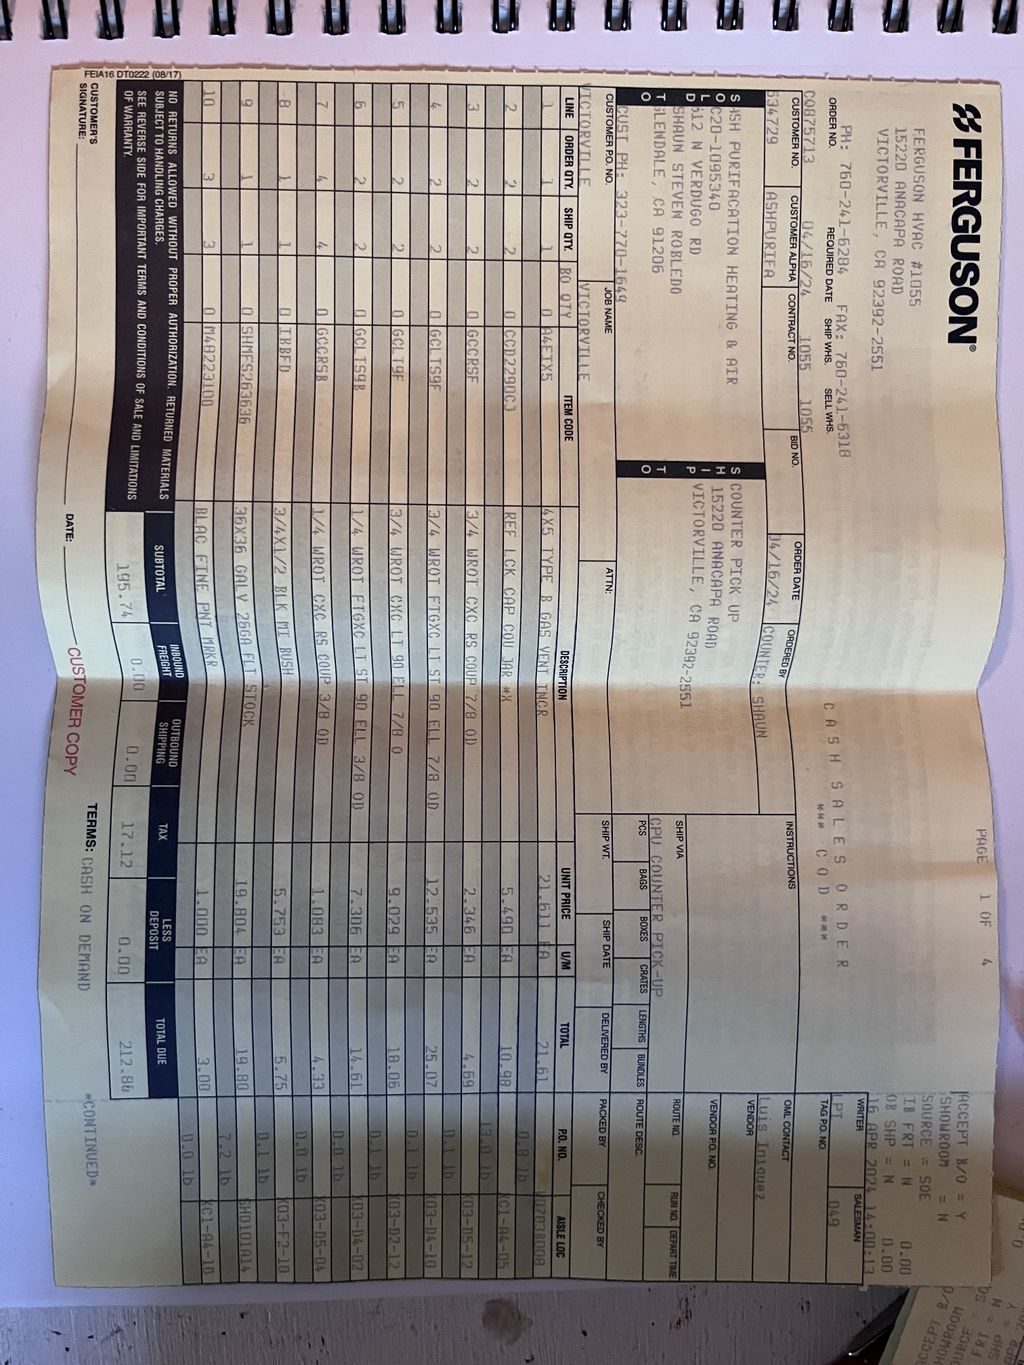 FERGUSON®
PAGE 1 OF 4
FERGUSON HVAC #1055
15220 ANACAPA ROAD
VICTORVILLE, CA 92392-2551
PH: 760-241-6284 FAX: 760-241-6318
CASH SALES ORDER
*** COD ***
ACCEPT B/O = Y
SHOWROOM = N
SOURCE = SOE
IB FRT = N 0.00
OB SHP = N 0.00
16 APR 2024 14:00:13
ORDER NO. REQUIRED DATE SHIP WHS. SELL WHS.
CO875713 04/16/24 1055 1055
CUSTOMER NO. CUSTOMER ALPHA CONTRACT NO. BID NO. ORDER DATE ORDERED BY
634729 ASHPURIFA 04/16/24 COUNTER: SHAUN
INSTRUCTIONS
WRITER SALESMAN
LPI 049
TAG P.O. NO.
OML CONTACT
Luis Iniquez
VENDOR
VENDOR P.O. NO.
SOLD TO
ASH PURIFACATION HEATING & AIR
C20-1095340
612 N VERDUGO RD
SHAUN STEVEN ROBLEDO
GLENDALE, CA 91206
CUST PH: 323-770-1649
SHIP TO
COUNTER PICK UP
15220 ANACAPA ROAD
VICTORVILLE, CA 92392-2551
SHIP VIA
CPU COUNTER PICK-UP
ROUTE NO. RUN NO. DEPART TIME
PCS BAGS BOXES CRATES LENGTHS BUNDLES ROUTE DESC.
CUSTOMER P.O. NO. JOB NAME ATTN: SHIP WT. SHIP DATE DELIVERED BY PACKED BY CHECKED BY
VICTORVILLE VICTORVILLE
LINE ORDER QTY. SHIP QTY. BO QTY ITEM CODE DESCRIPTION UNIT PRICE U/M TOTAL P.O. NO. AISLE LOC
1 1 1 0 A4EIX5 4X5 TYPE B GAS VENT INCR 21.611 EA 21.61
0.8 lb
2 2 2 0 CCD2290CJ REF LCK CAP COU JAR *X 5.490 EA 10.98 XC1-A4-05
13.0 lb
3 2 2 0 GCCRSF 3/4 WROT CXC RS COUP 7/8 OD 2.346 EA 4.69 X03-D5-12
0.1 lb
4 2 2 0 GCLTS9F 3/4 WROT FTGXC LT ST 90 ELL 7/8 OD 12.535 EA 25.07 X03-D4-10
0.1 lb
5 2 2 0 GCLT9F 3/4 WROT CXC LT 90 ELL 7/8 O 9.029 EA 18.06 X03-D2-12
0.1 lb
6 2 2 0 GCLTS9B 1/4 WROT FTGXC LT ST 90 ELL 3/8 OD 7.306 EA 14.61 X03-D4-02
0.0 lb
7 4 4 0 GCCRSB 1/4 WROT CXC RS COUP 3/8 OD 1.083 EA 4.33 X03-D5-04
0.0 lb
8 1 1 0 IBBFD 3/4X1/2 BLK MI BUSH 5.753 EA 5.75 X03-F2-10
0.1 lb
9 1 1 0 SHMFS263636 36X36 GALV 26GA FLT STOCK 19.804 EA 19.80 SH0101A14
7.2 lb
10 3 3 0 M48223100 BLAC FINE PNT MRKR 1.000 EA 3.00 XC1-A4-10
0.0 lb
NO RETURNS ALLOWED WITHOUT PROPER AUTHORIZATION. RETURNED MATERIALS
SUBJECT TO HANDLING CHARGES.
SEE REVERSE SIDE FOR IMPORTANT TERMS AND CONDITIONS OF SALE AND LIMITATIONS
OF WARRANTY.
SUBTOTAL INBOUND FREIGHT OUTBOUND SHIPPING TAX LESS DEPOSIT TOTAL DUE
195.74 0.00 0.00 17.12 0.00 212.86
*CONTINUED*
FEIA16 DT0222 (08/17)
CUSTOMER'S
SIGNATURE:
DATE:
CUSTOMER COPY
TERMS: CASH ON DEMAND